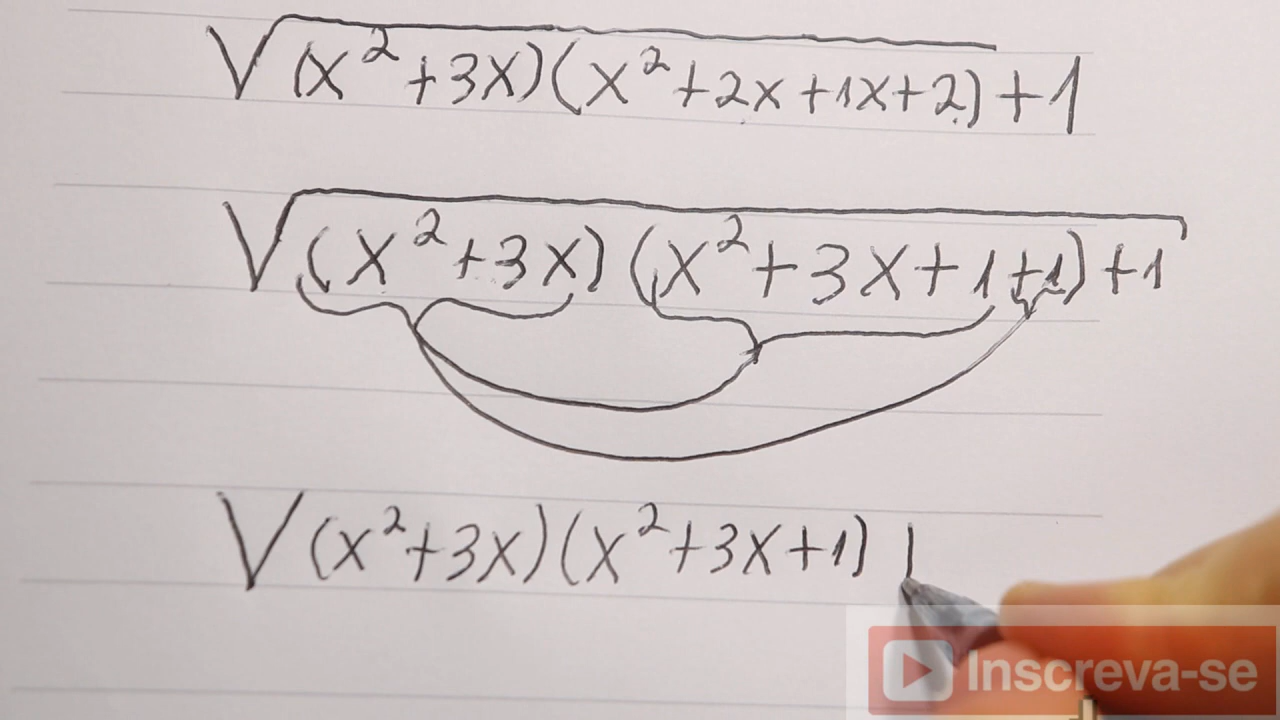 √(x²+3x)(x²+2x+1x+2)+1
√(x²+3x)(x²+3x+1+1)+1
√(x²+3x)(x²+3x+1)
Inscreva-se